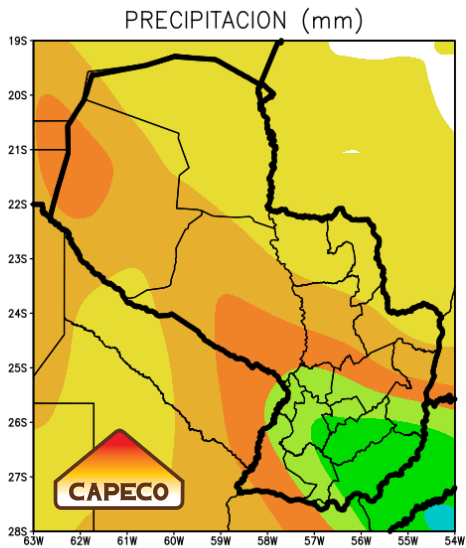 PRECIPITACION (mm)
19S
20S
21S
22S
23S
24S
25S
26S
27S
28S
CAPECO
63W 62W 61W 60W 59W 58W 57W 56W 55W 54W